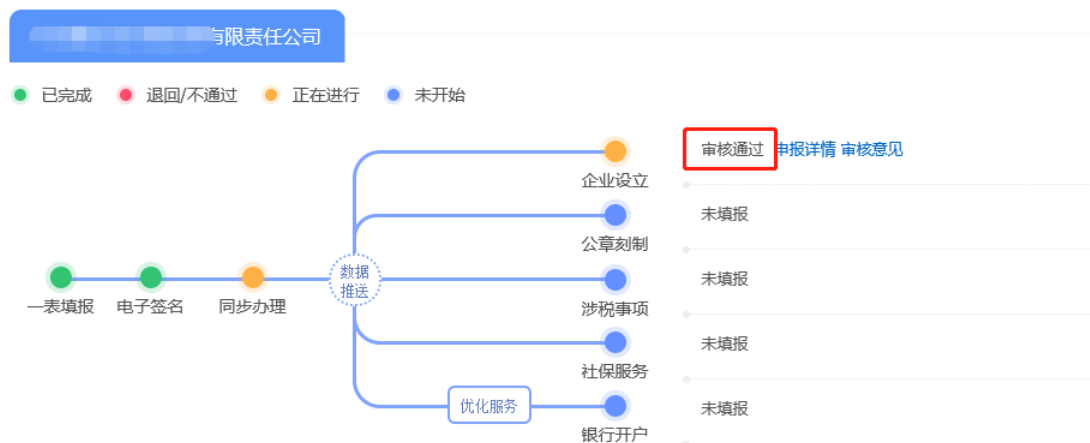 有限责任公司
已完成 退回/不通过 正在进行 未开始
审核通过 申报详情 审核意见
企业设立
未填报
公章刻制
数据
推送
未填报
一表填报 电子签名 同步办理
涉税事项
未填报
社保服务
优化服务
未填报
银行开户